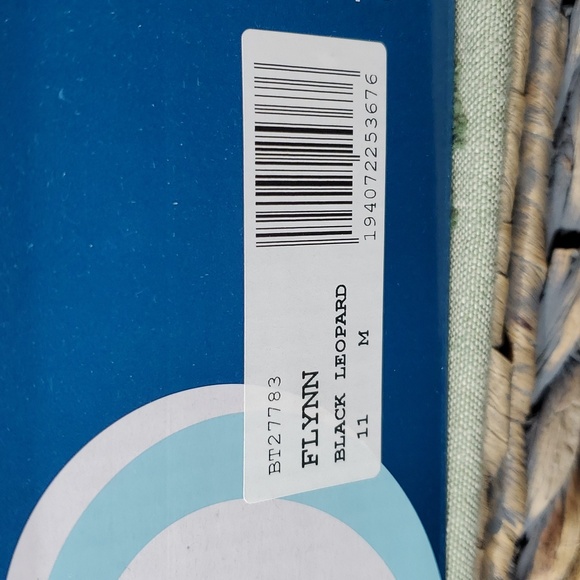 194072253676
BT27783
FLYNN
BLACK LEOPARD
11 M